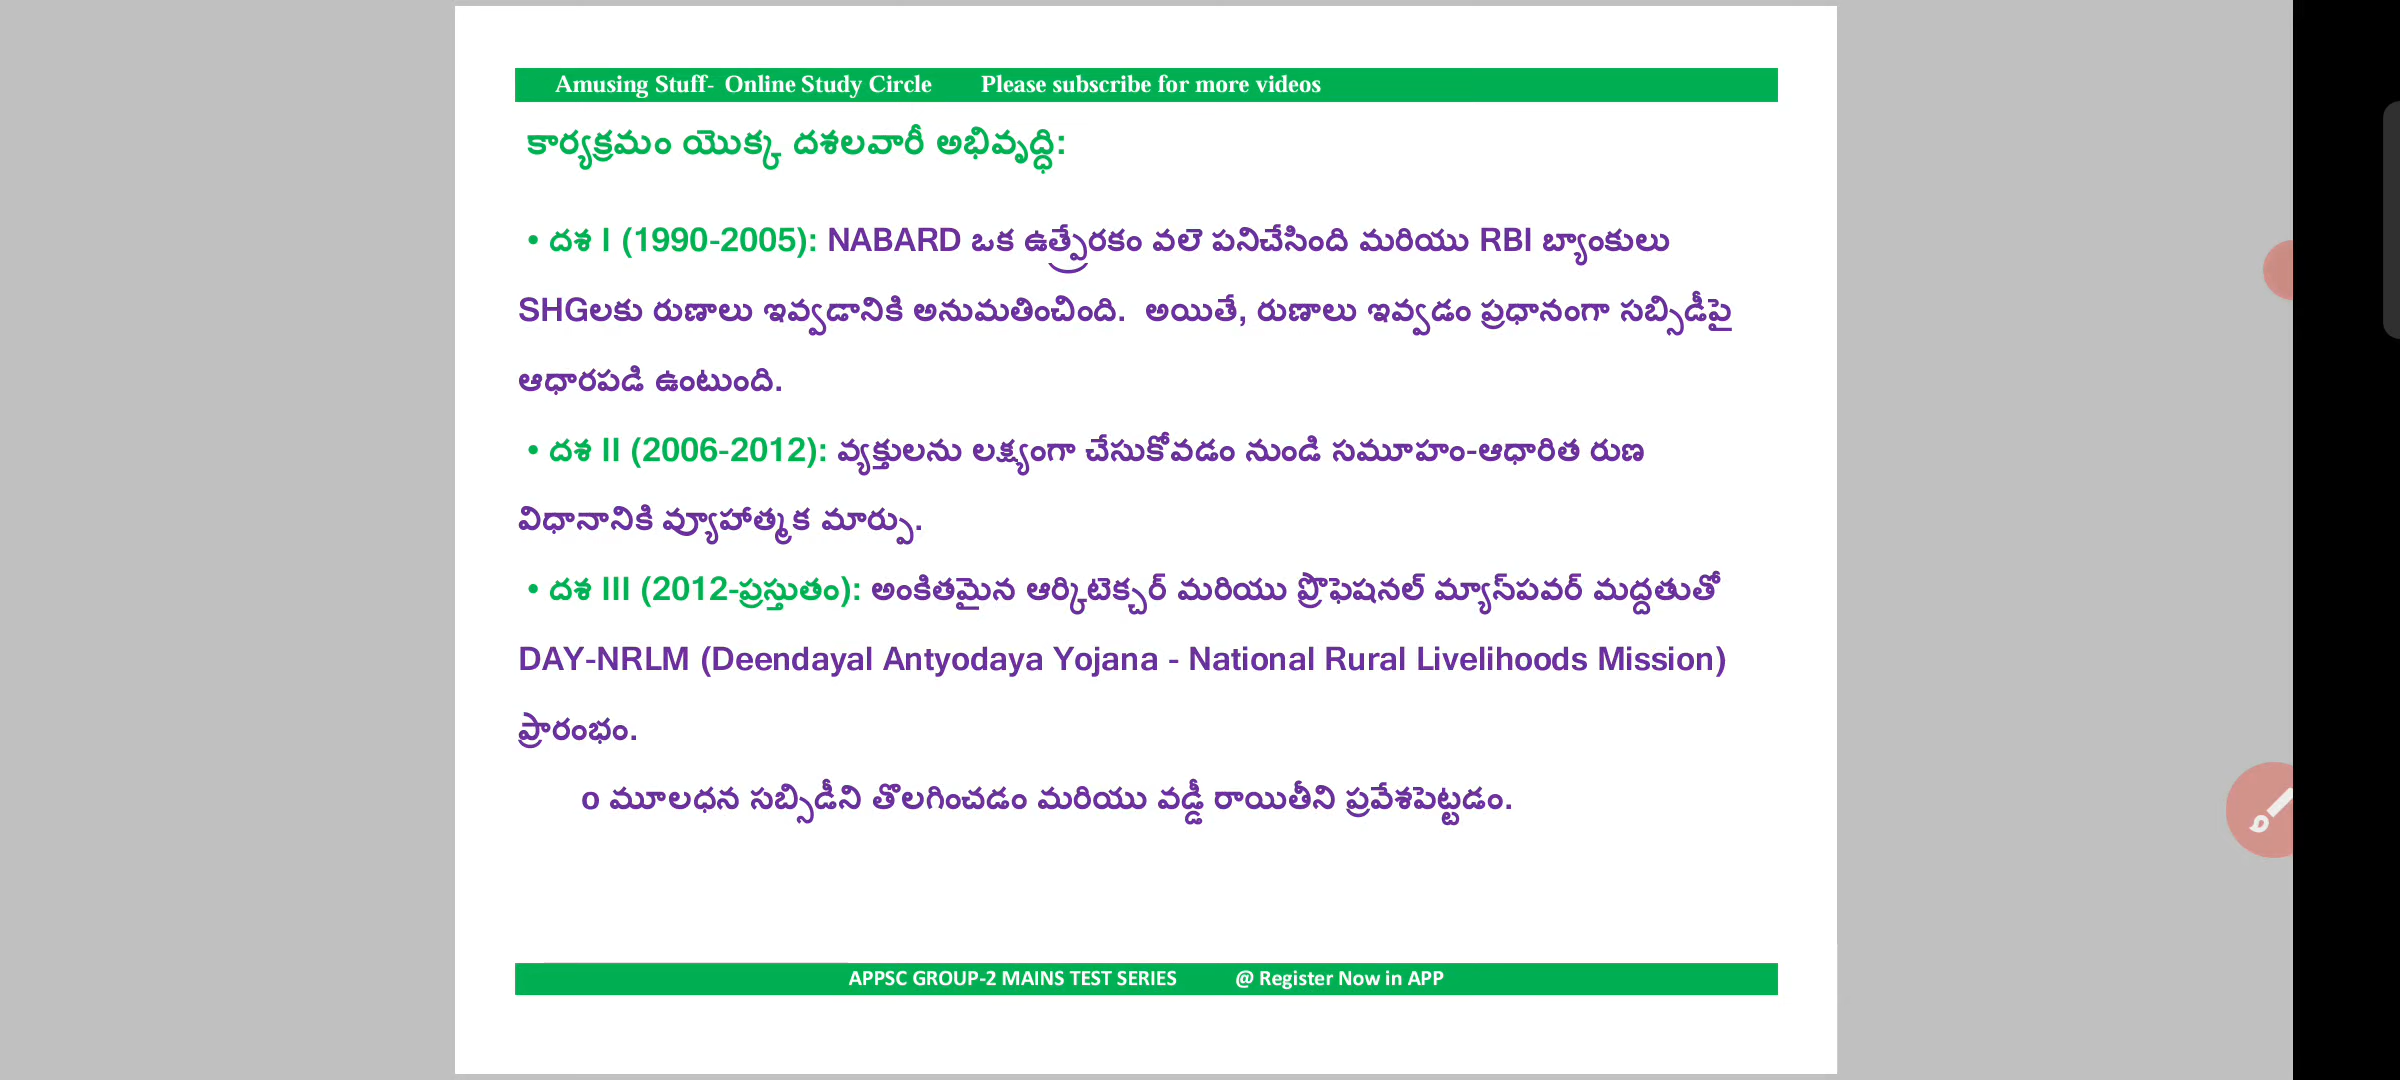 Amusing Stuff- Online Study Circle Please subscribe for more videos
కార్యక్రమం యొక్క దశలవారీ అభివృద్ధి:
• దశ I (1990-2005): NABARD ఒక ఉత్ప్రేరకం వలె పనిచేసింది మరియు RBI బ్యాంకులు
SHGలకు రుణాలు ఇవ్వడానికి అనుమతించింది. అయితే, రుణాలు ఇవ్వడం ప్రధానంగా సబ్సిడీపై
ఆధారపడి ఉంటుంది.
• దశ II (2006-2012): వ్యక్తులను లక్ష్యంగా చేసుకోవడం నుండి సమూహం-ఆధారిత రుణ
విధానానికి వ్యూహాత్మక మార్పు.
• దశ III (2012-ప్రస్తుతం): అంకితమైన ఆర్కిటెక్చర్ మరియు ప్రొఫెషనల్ మ్యాన్‌పవర్ మద్దతుతో
DAY-NRLM (Deendayal Antyodaya Yojana - National Rural Livelihoods Mission)
ప్రారంభం.
o మూలధన సబ్సిడీని తొలగించడం మరియు వడ్డీ రాయితీని ప్రవేశపెట్టడం.
APPSC GROUP-2 MAINS TEST SERIES @ Register Now in APP